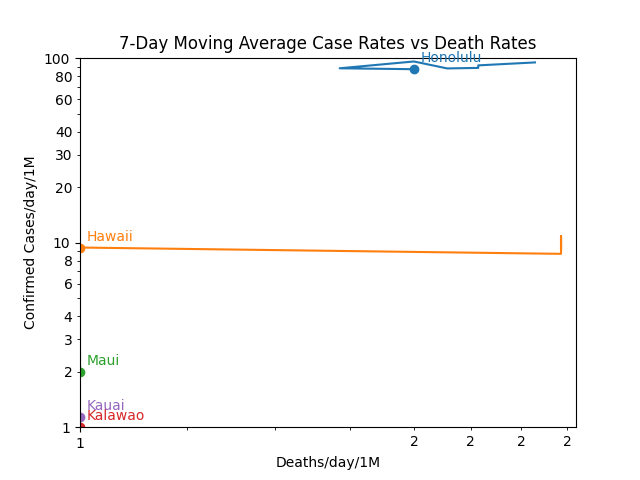 7-Day Moving Average Case Rates vs Death Rates
100
80
60
40
30
20
10
8
6
4
3
2
1
Confirmed Cases/day/1M
Honolulu
Hawaii
Maui
Kauai
Kalawao
1 2 2 2 2
Deaths/day/1M